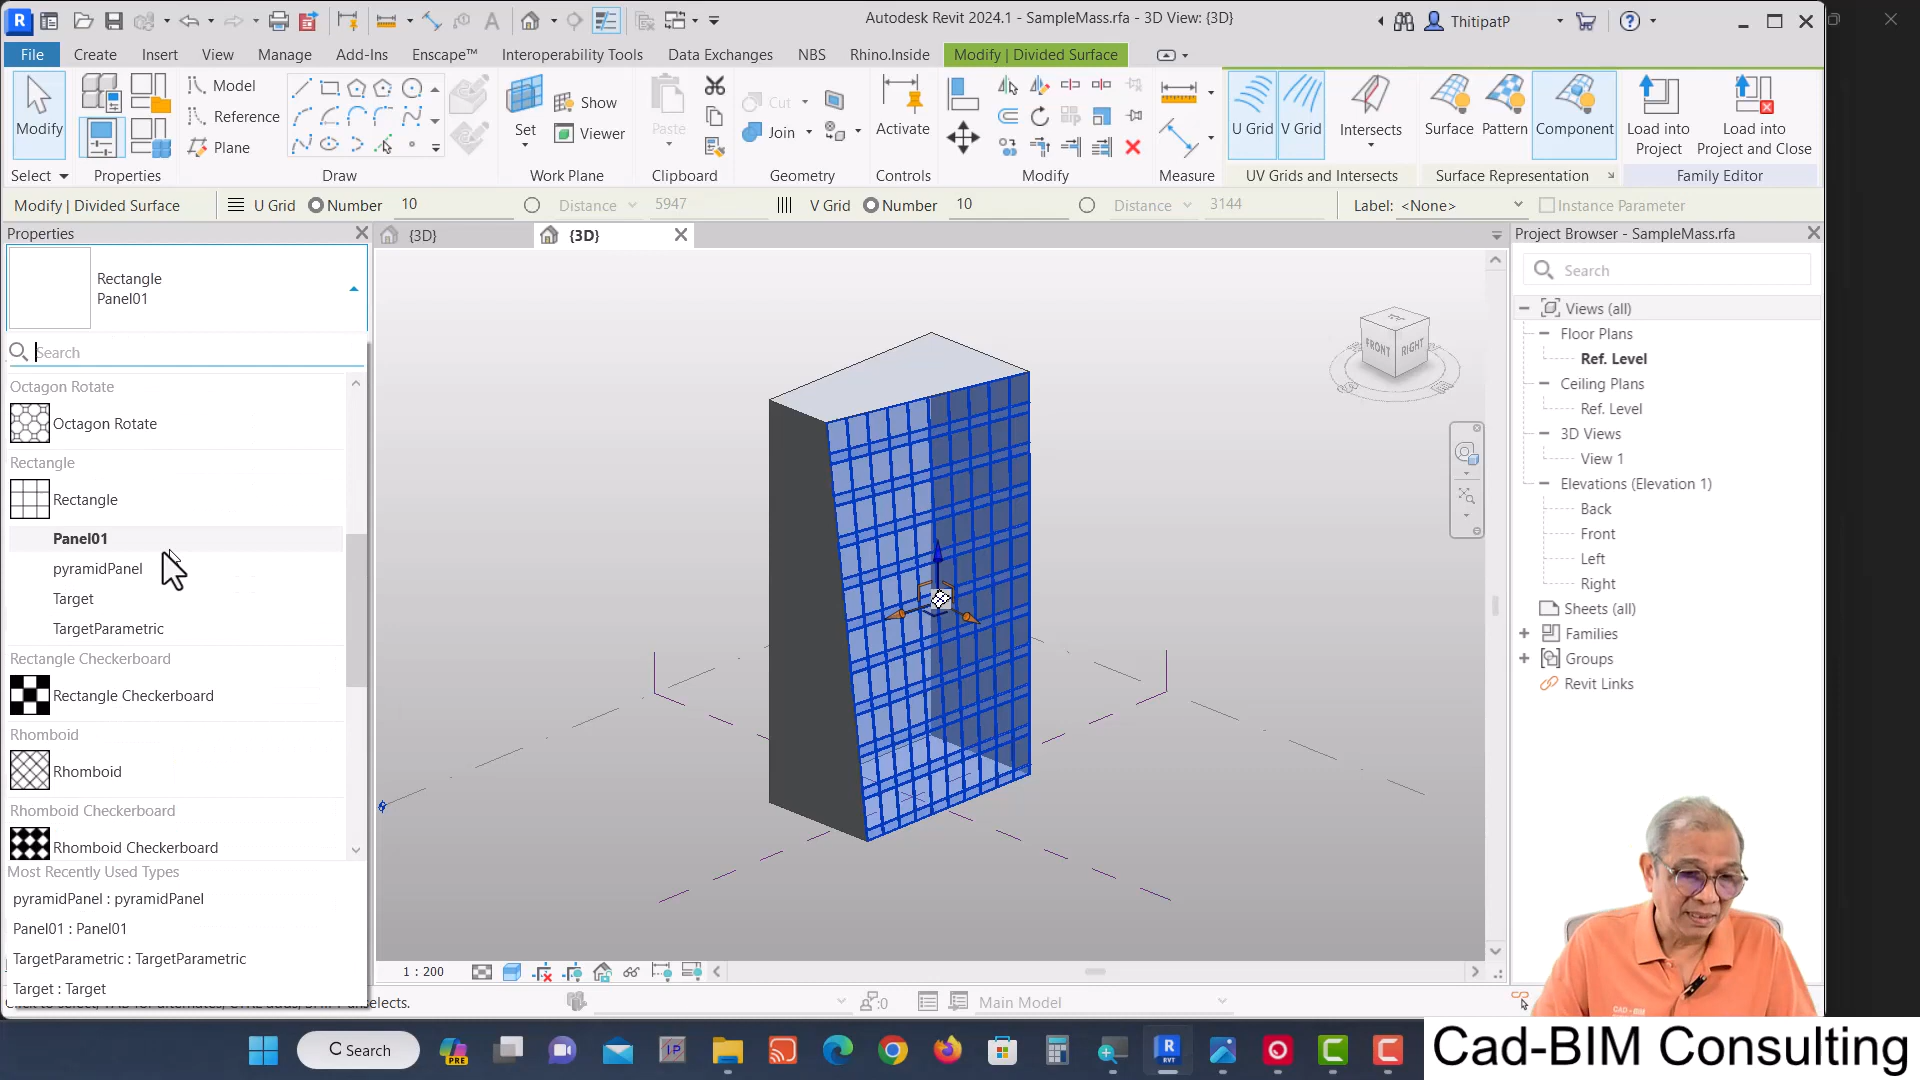 Autodesk Revit 2024.1 - SampleMass.rfa - 3D View: {3D}
ThitipatP
File Create Insert View Manage Add-Ins Enscape™ Interoperability Tools Data Exchanges NBS Rhino.Inside Modify | Divided Surface
Modify
Model
Reference
Plane
Set
Show
Viewer
Paste
Cut
Join
Activate
U Grid
V Grid
Intersects
Surface
Pattern
Component
Load into
Project
Load into
Project and Close
Select
Properties
Draw
Work Plane
Clipboard
Geometry
Controls
Modify
Measure
UV Grids and Intersects
Surface Representation
Family Editor
Modify | Divided Surface
U Grid Number 10 Distance 5947 V Grid Number 10 Distance 3144 Label: <None> Instance Parameter
Properties
Rectangle
Panel01
Search
Octagon Rotate
Octagon Rotate
Rectangle
Rectangle
Panel01
pyramidPanel
Target
TargetParametric
Rectangle Checkerboard
Rectangle Checkerboard
Rhomboid
Rhomboid
Rhomboid Checkerboard
Rhomboid Checkerboard
Most Recently Used Types
pyramidPanel : pyramidPanel
Panel01 : Panel01
TargetParametric : TargetParametric
Target : Target
{3D}
{3D}
FRONT
RIGHT
1 : 200
:0
Main Model
Project Browser - SampleMass.rfa
Search
Views (all)
Floor Plans
Ref. Level
Ceiling Plans
Ref. Level
3D Views
View 1
Elevations (Elevation 1)
Back
Front
Left
Right
Sheets (all)
Families
Groups
Revit Links
Search
PRE
IP
R
RVT
Cad-BIM Consulting